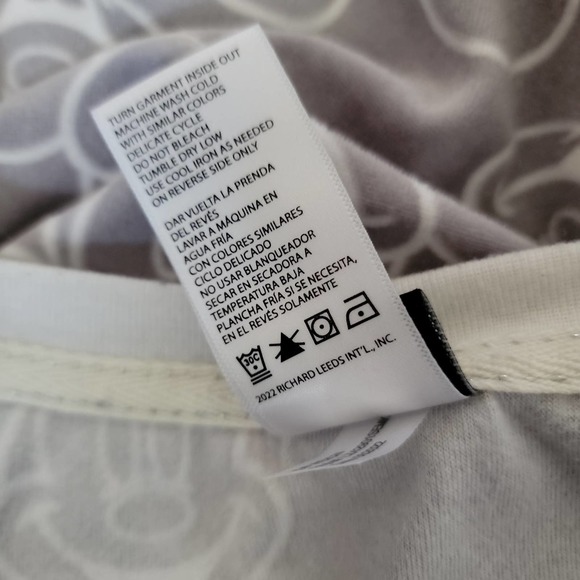 TURN GARMENT INSIDE OUT
MACHINE WASH COLD
WITH SIMILAR COLORS
DELICATE CYCLE
DO NOT BLEACH
TUMBLE DRY LOW
USE COOL IRON AS NEEDED
ON REVERSE SIDE ONLY
DAR VUELTA LA PRENDA
DEL REVÉS
LAVAR A MÁQUINA EN
AGUA FRÍA
CON COLORES SIMILARES
CICLO DELICADO
NO USAR BLANQUEADOR
SECAR EN SECADORA A
TEMPERATURA BAJA
PLANCHA FRÍA SI SE NECESITA,
EN EL REVÉS SOLAMENTE
30C
2022 RICHARD LEEDS INT'L., INC.